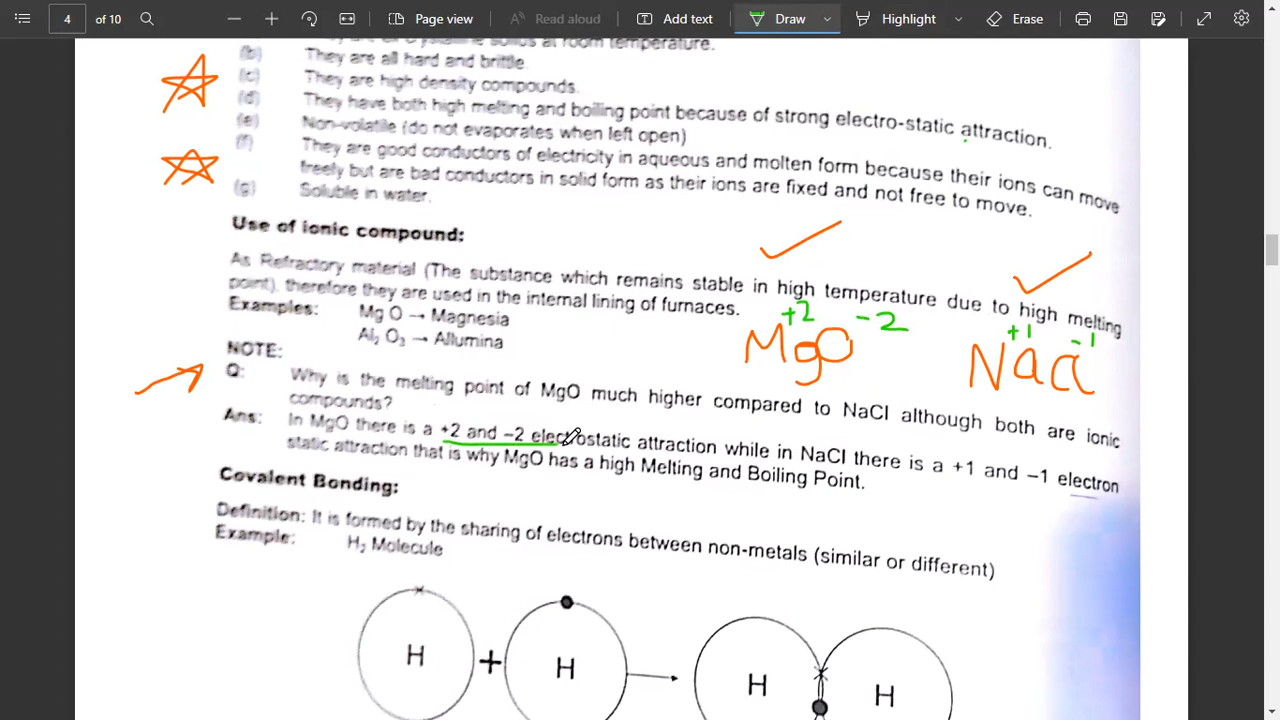 4 of 10 Page view Read aloud Add text Draw Highlight Erase
crystalline solids at room temperature.
(b) They are all hard and brittle.
(c) They are high density compounds.
(d) They have both high melting and boiling point because of strong electro-static attraction.
(e) Non-volatile (do not evaporates when left open)
(f) They are good conductors of electricity in aqueous and molten form because their ions can move
freely but are bad conductors in solid form as their ions are fixed and not free to move.
(g) Soluble in water.
Use of ionic compound:
As Refractory material (The substance which remains stable in high temperature due to high melting
point), therefore they are used in the internal lining of furnaces.
Examples: Mg O → Magnesia
Al₂ O₃ → Allumina
+2 -2
MgO
+1 -1
NaCl
NOTE:
Q: Why is the melting point of MgO much higher compared to NaCl although both are ionic
compounds?
Ans: In MgO there is a +2 and –2 electrostatic attraction while in NaCl there is a +1 and –1 electron
static attraction that is why MgO has a high Melting and Boiling Point.
Covalent Bonding:
Definition: It is formed by the sharing of electrons between non-metals (similar or different)
Example: H₂ Molecule
H + H → H H